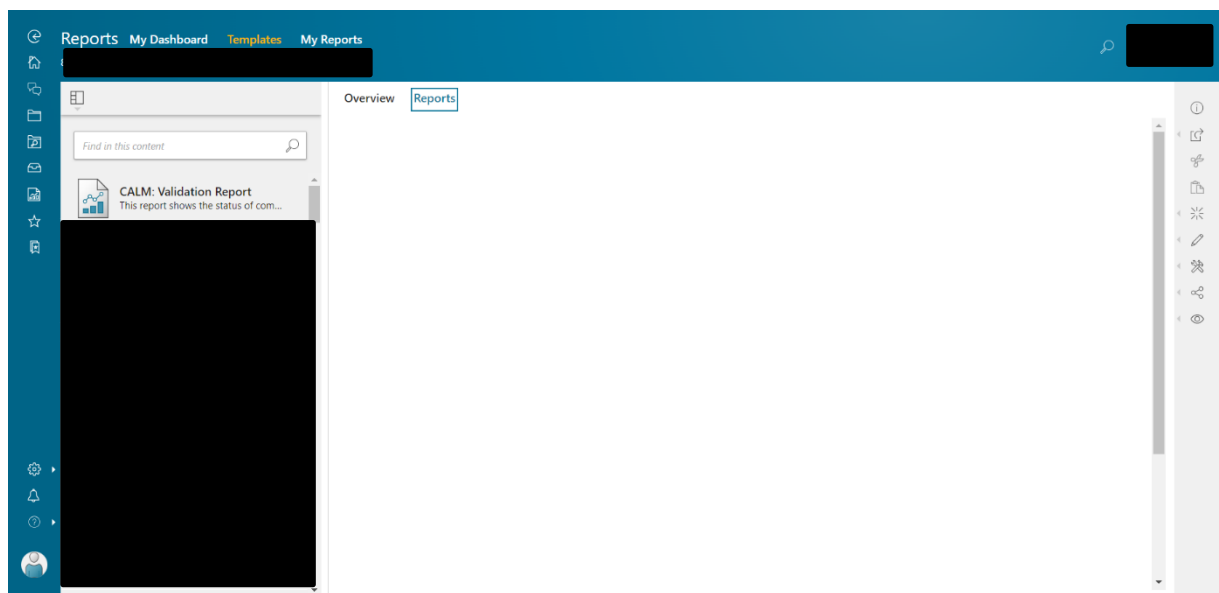 Reports My Dashboard Templates My Reports
Overview Reports
Find in this content
CALM: Validation Report
This report shows the status of com...